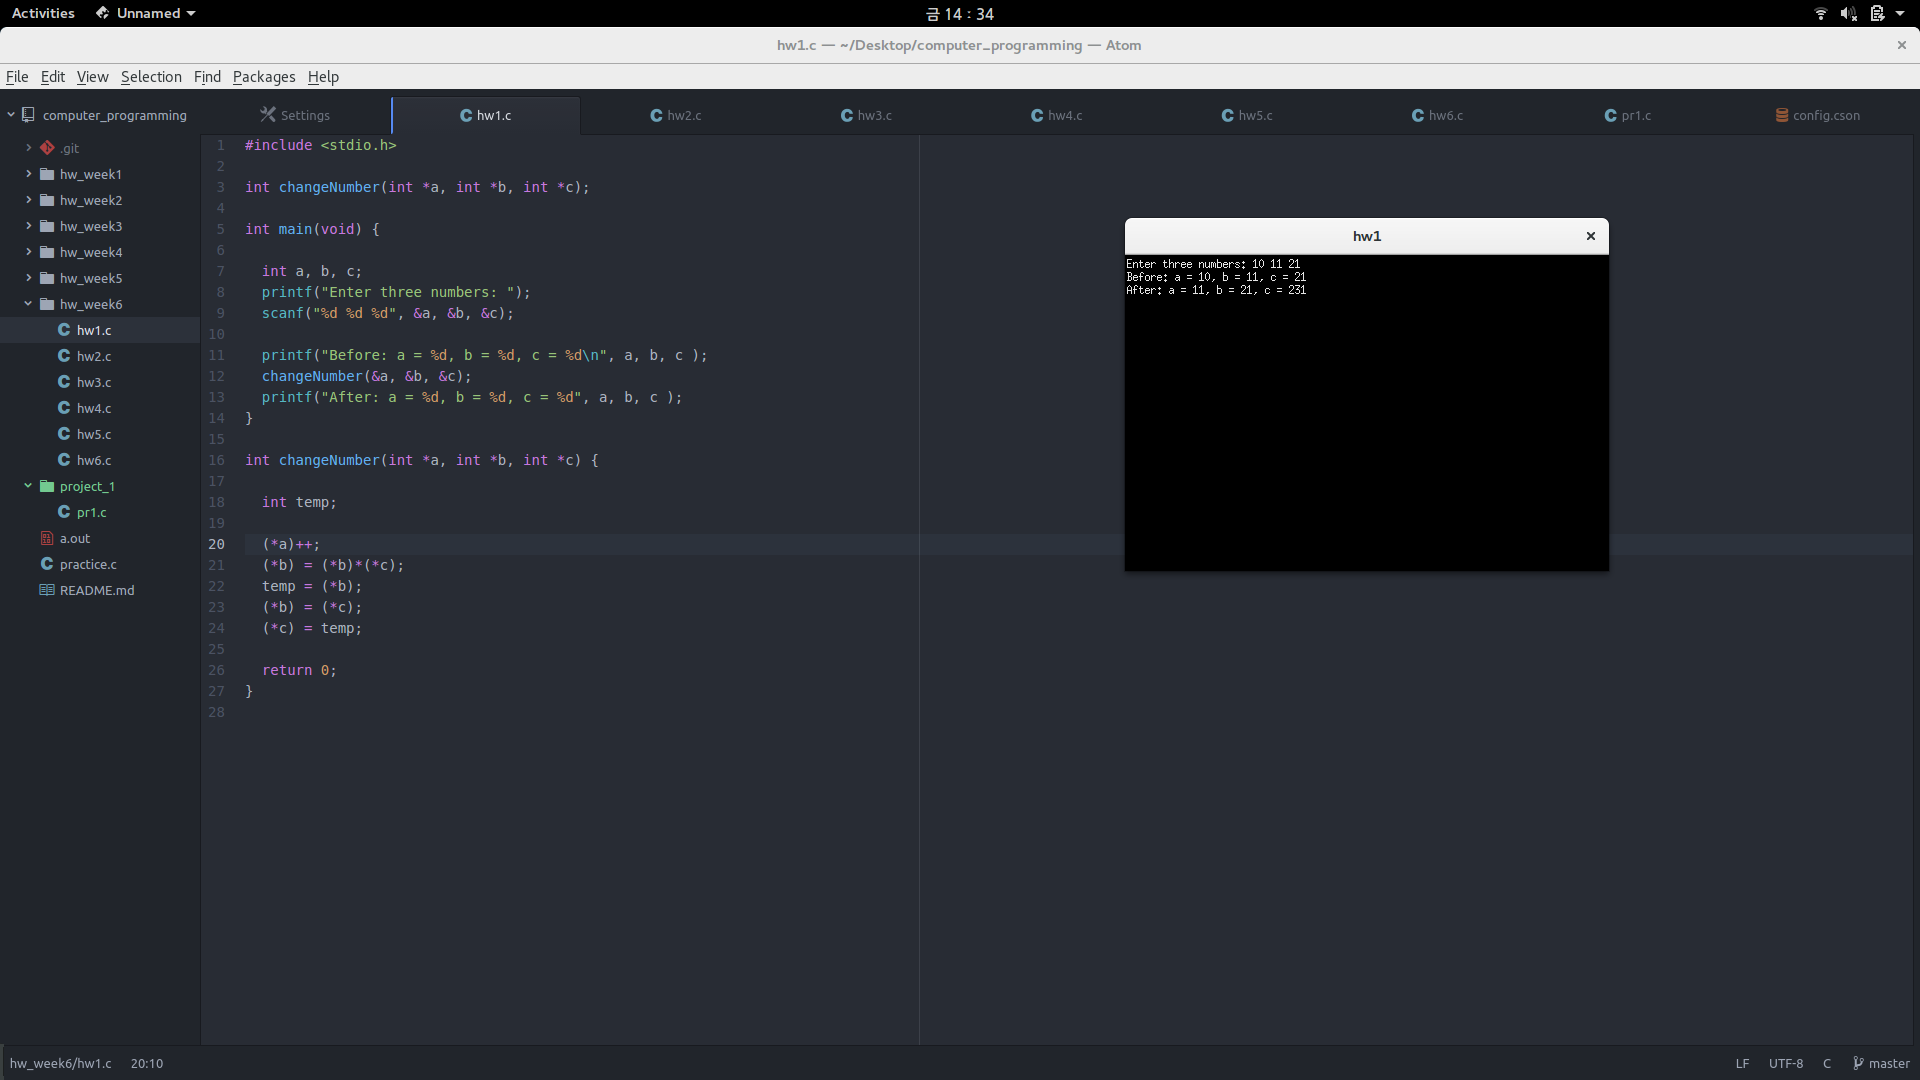 Activities Unnamed 금 14 : 34
hw1.c — ~/Desktop/computer_programming — Atom
File Edit View Selection Find Packages Help
computer_programming
.git
hw_week1
hw_week2
hw_week3
hw_week4
hw_week5
hw_week6
hw1.c
hw2.c
hw3.c
hw4.c
hw5.c
hw6.c
project_1
pr1.c
a.out
practice.c
README.md
Settings hw1.c hw2.c hw3.c hw4.c hw5.c hw6.c pr1.c config.cson
1 #include <stdio.h>
2
3 int changeNumber(int *a, int *b, int *c);
4
5 int main(void) {
6
7   int a, b, c;
8   printf("Enter three numbers: ");
9   scanf("%d %d %d", &a, &b, &c);
10
11   printf("Before: a = %d, b = %d, c = %d\n", a, b, c );
12   changeNumber(&a, &b, &c);
13   printf("After: a = %d, b = %d, c = %d", a, b, c );
14 }
15
16 int changeNumber(int *a, int *b, int *c) {
17
18   int temp;
19
20   (*a)++;
21   (*b) = (*b)*(*c);
22   temp = (*b);
23   (*b) = (*c);
24   (*c) = temp;
25
26   return 0;
27 }
28
hw1
Enter three numbers: 10 11 21
Before: a = 10, b = 11, c = 21
After: a = 11, b = 21, c = 231
hw_week6/hw1.c 20:10 LF UTF-8 C master